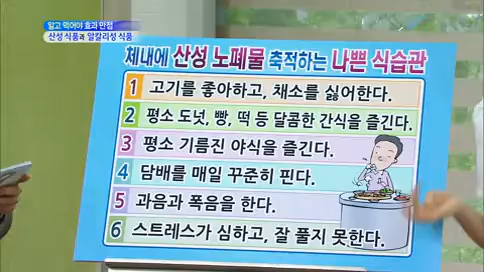 알고 먹어야 효과 만점
산성 식품과 알칼리성 식품
체내에 산성 노폐물 축적하는 나쁜 식습관
1 고기를 좋아하고, 채소를 싫어한다.
2 평소 도넛, 빵, 떡 등 달콤한 간식을 즐긴다.
3 평소 기름진 야식을 즐긴다.
4 담배를 매일 꾸준히 핀다.
5 과음과 폭음을 한다.
6 스트레스가 심하고, 잘 풀지 못한다.